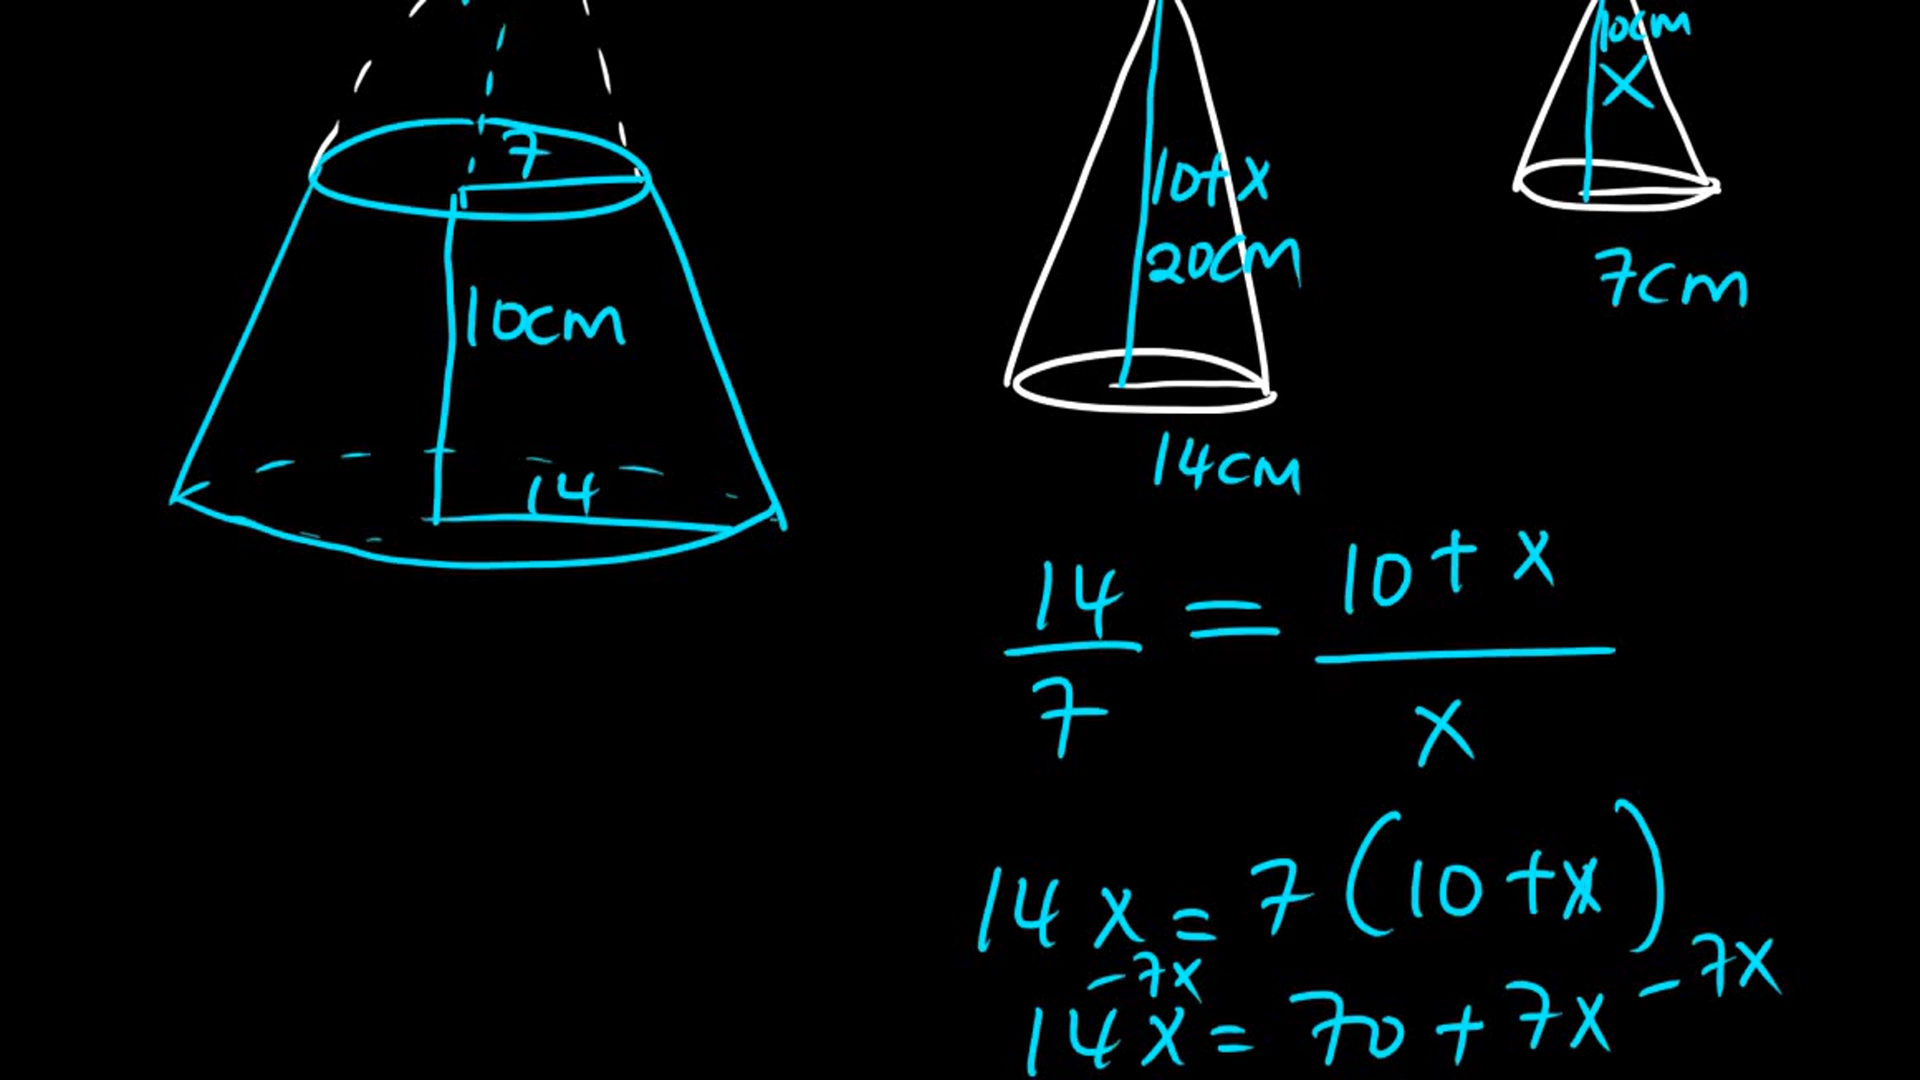 7
10cm
14
10+x
20cm
14cm
10cm
x
7cm
14/7 = 10+x/x
14x = 7(10+x)
-7x -7x
14x = 70+7x